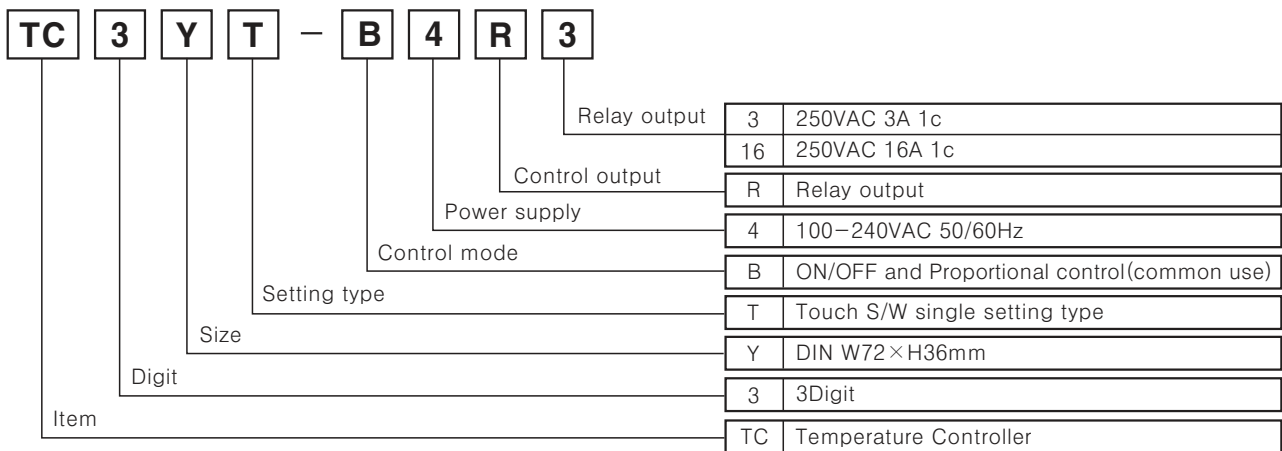 TC 3 Y T － B 4 R 3
Relay output 3 250VAC 3A 1c
16 250VAC 16A 1c
Control output R Relay output
Power supply 4 100−240VAC 50/60Hz
Control mode B ON/OFF and Proportional control(common use)
Setting type T Touch S/W single setting type
Size Y DIN W72×H36mm
Digit 3 3Digit
Item TC Temperature Controller